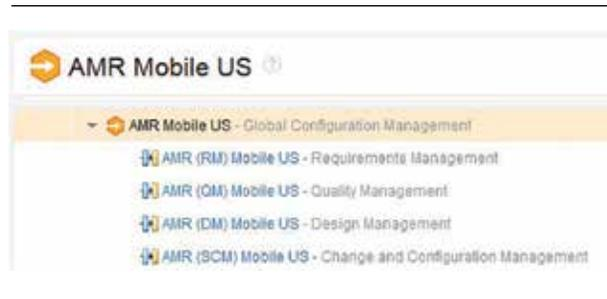 AMR Mobile US
AMR Mobile US - Global Configuration Management
AMR (RM) Mobile US - Requirements Management
AMR (QM) Mobile US - Quality Management
AMR (DM) Mobile US - Design Management
AMR (SCM) Mobile US - Change and Configuration Management